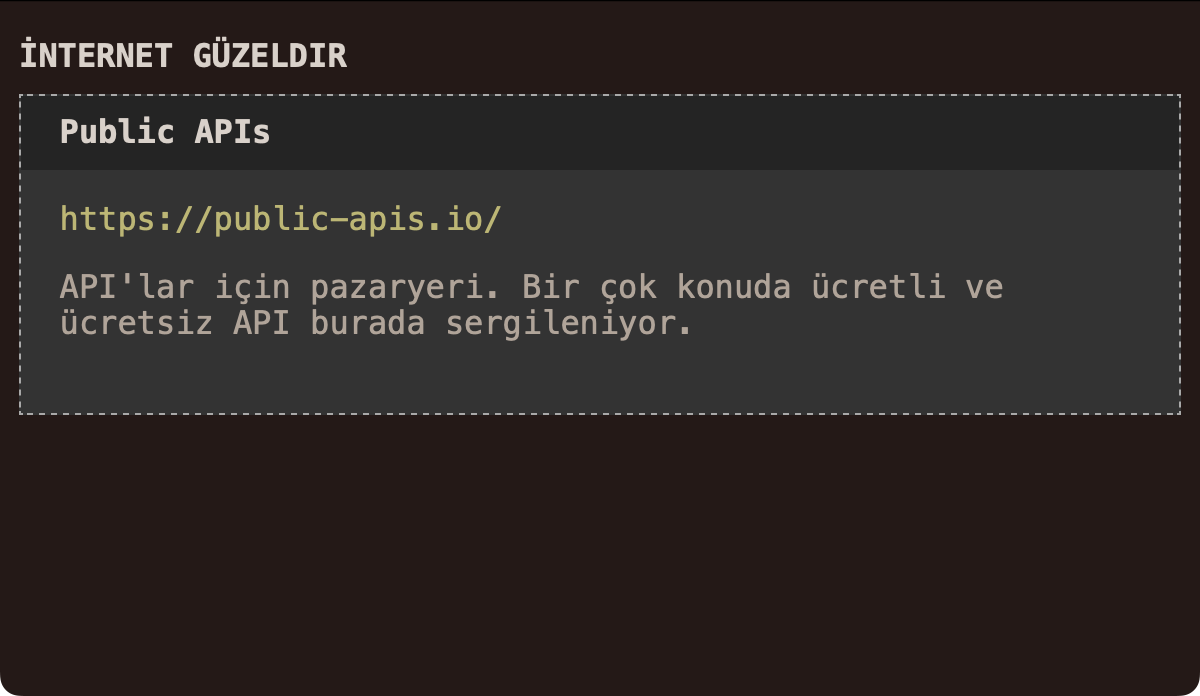 İNTERNET GÜZELDIR
Public APIs
https://public-apis.io/
API'lar için pazaryeri. Bir çok konuda ücretli ve
ücretsiz API burada sergileniyor.